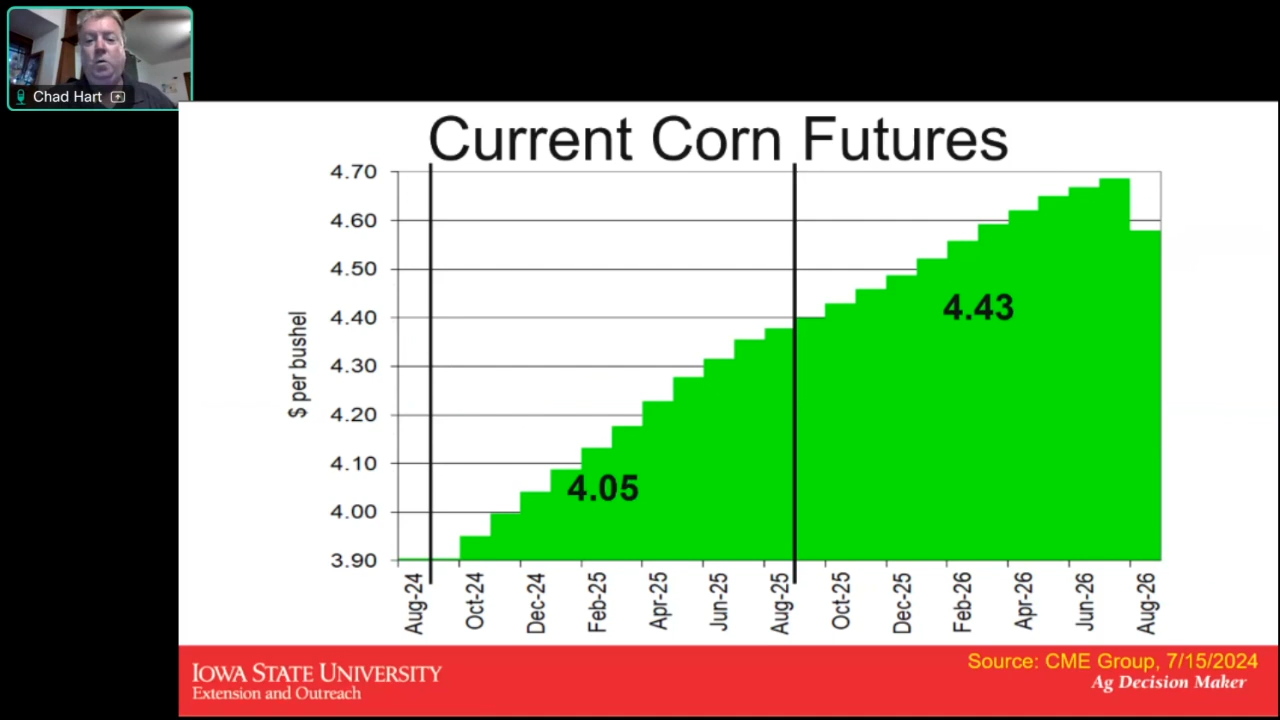 Chad Hart
Current Corn Futures
4.70
4.60
4.50
4.40
4.30
4.20
4.10
4.00
3.90
$ per bushel
4.05
4.43
Aug-24
Oct-24
Dec-24
Feb-25
Apr-25
Jun-25
Aug-25
Oct-25
Dec-25
Feb-26
Apr-26
Jun-26
Aug-26
IOWA STATE UNIVERSITY
Extension and Outreach
Source: CME Group, 7/15/2024
Ag Decision Maker